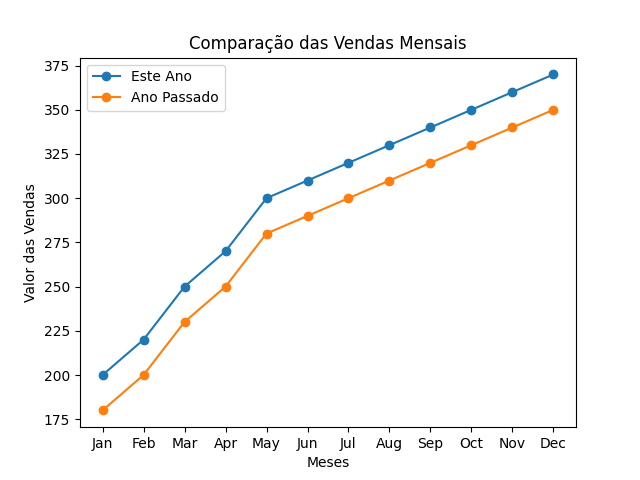 Comparação das Vendas Mensais
Este Ano
Ano Passado
Valor das Vendas
375
350
325
300
275
250
225
200
175
Jan Feb Mar Apr May Jun Jul Aug Sep Oct Nov Dec
Meses